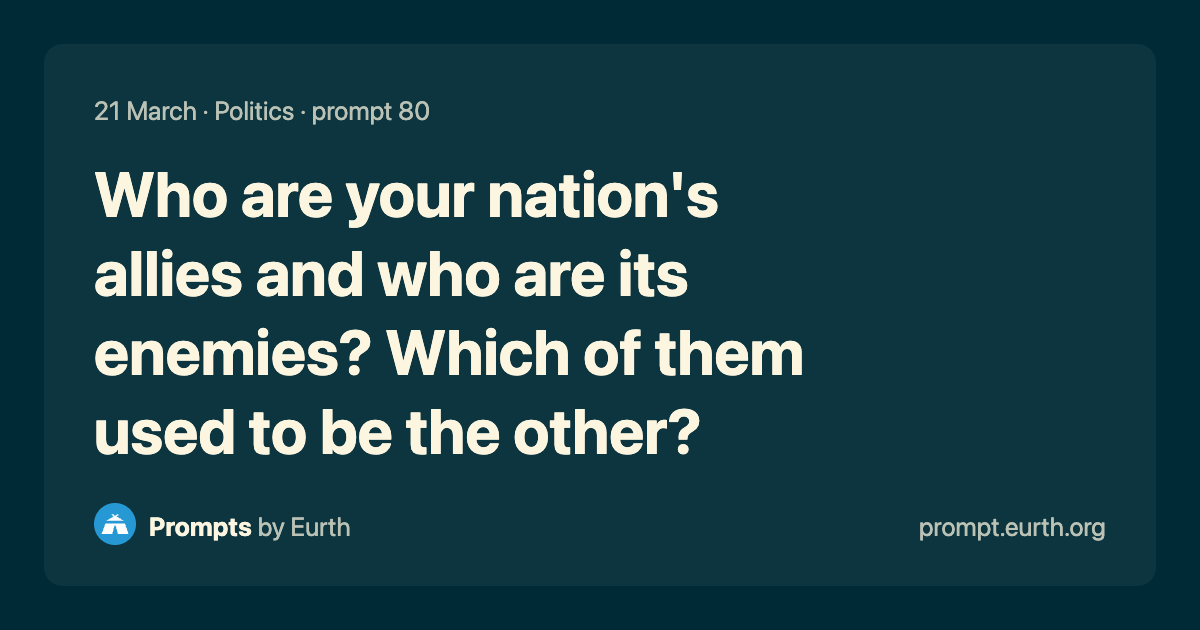 21 March · Politics · prompt 80
Who are your nation's
allies and who are its
enemies? Which of them
used to be the other?
Prompts by Eurth
prompt.eurth.org